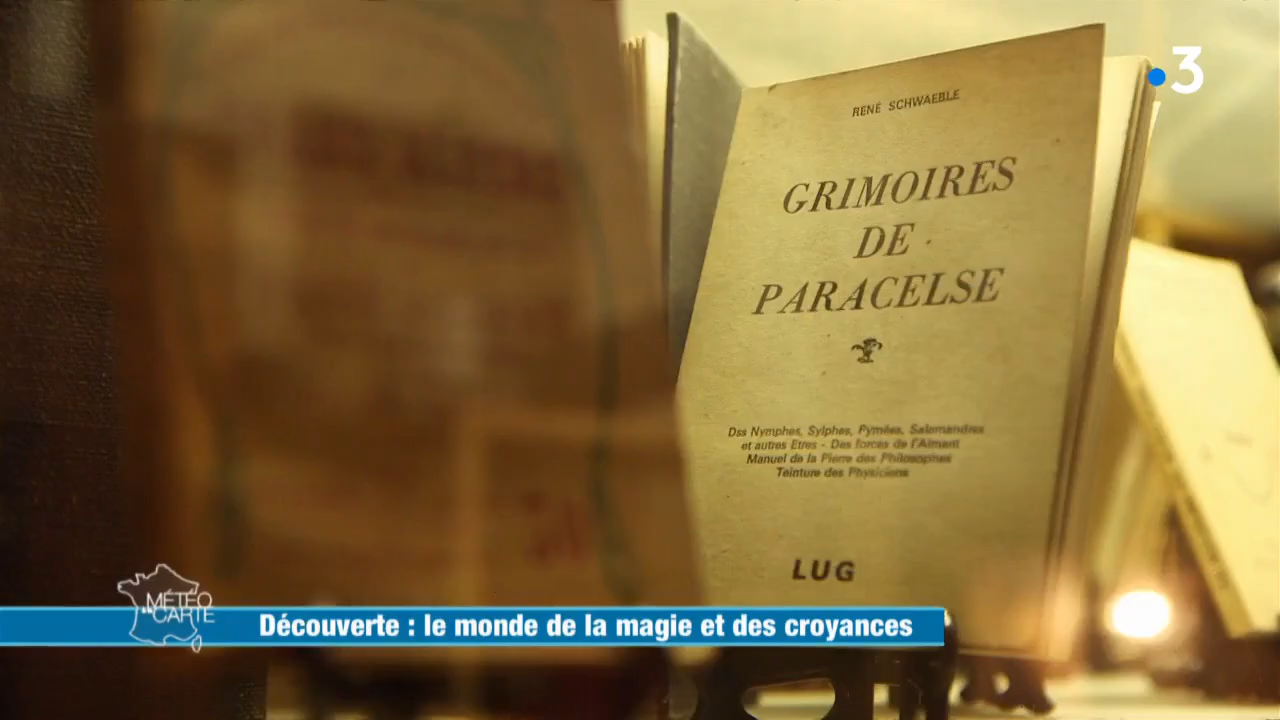 3
RENÉ SCHWAEBLE
GRIMOIRES
DE
PARACELSE
Dss Nymphes, Sylphes, Pymées, Salamandres
et autres Etres - Des forces de l'Aimant
Manuel de la Pierre des Philosophes
Teinture des Physiciens
LUG
MÉTÉO
à la CARTE
Découverte : le monde de la magie et des croyances